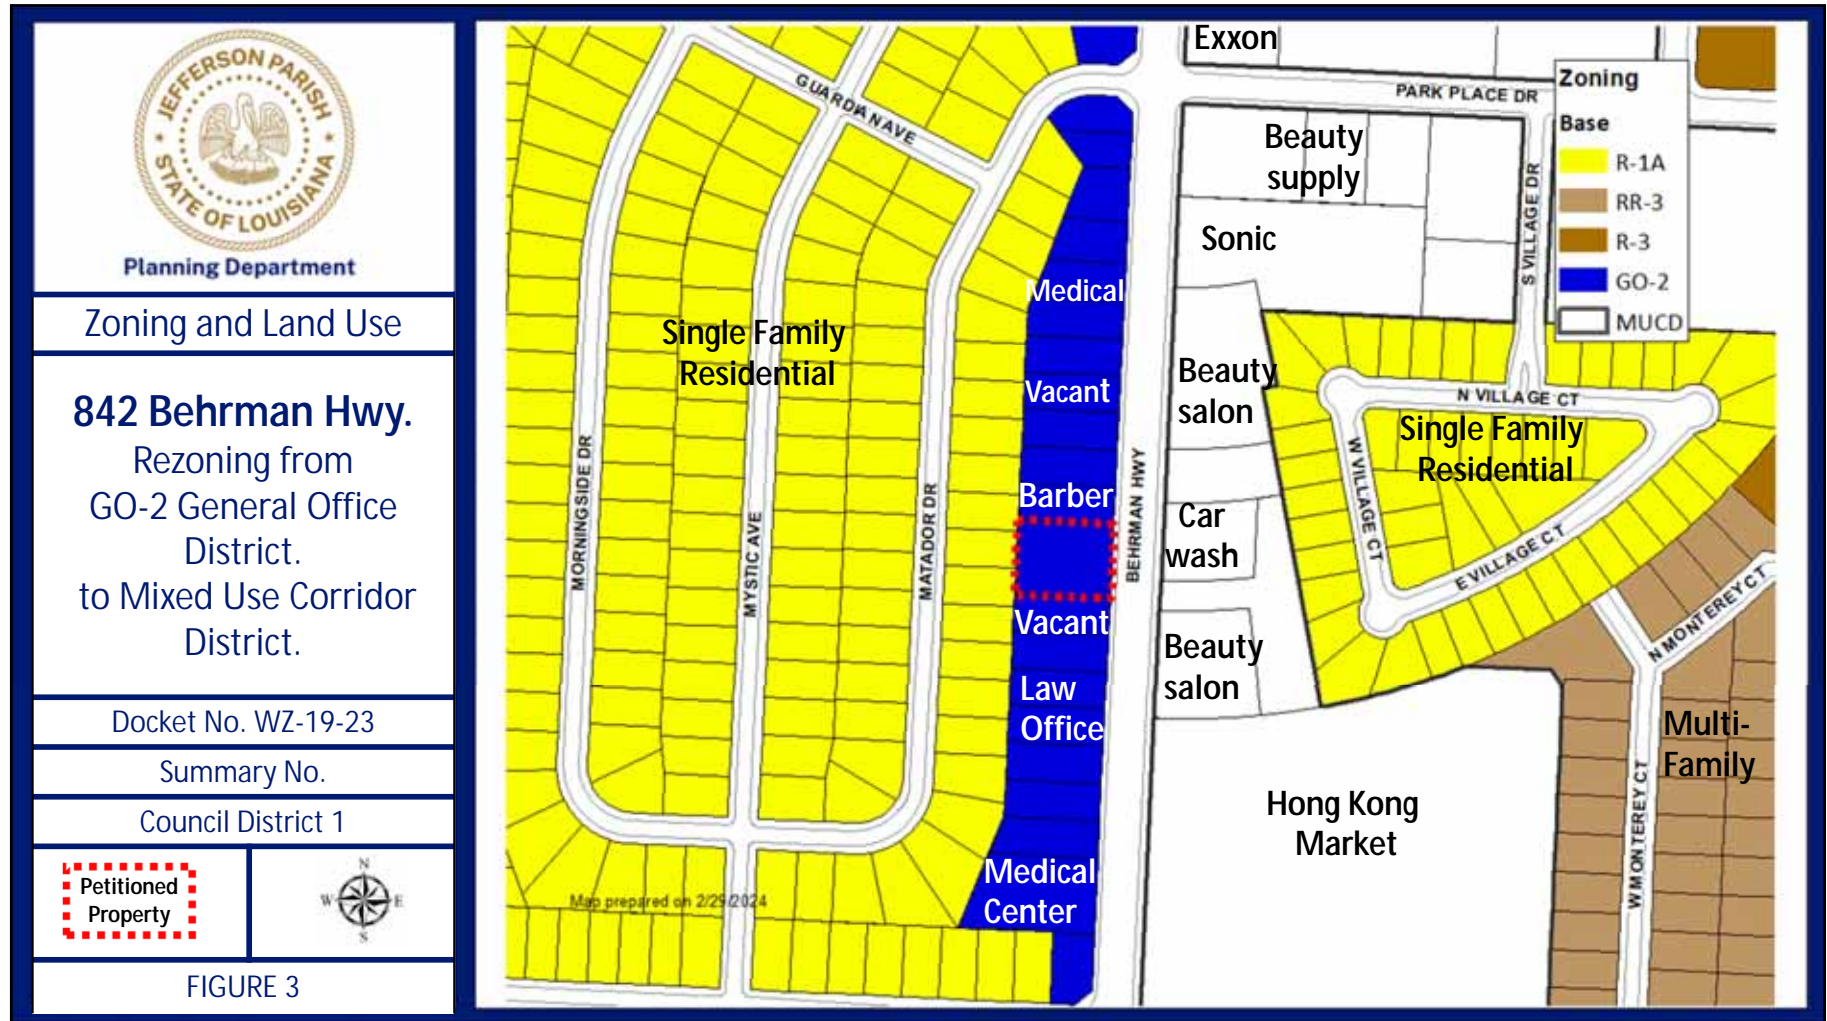 JEFFERSON PARISH
STATE OF LOUISIANA
Planning Department
Zoning and Land Use
842 Behrman Hwy.
Rezoning from
GO-2 General Office
District.
to Mixed Use Corridor
District.
Docket No. WZ-19-23
Summary No.
Council District 1
Petitioned
Property
N
W
E
S
FIGURE 3
Exxon
PARK PLACE DR
GUARDIAN AVE
Beauty
supply
Sonic
S VILLAGE DR
Zoning
Base
R-1A
RR-3
R-3
GO-2
MUCD
Medical
Single Family
Residential
Vacant
Beauty
salon
N VILLAGE CT
Single Family
Residential
W VILLAGE CT
E VILLAGE CT
MORNINGSIDE DR
MYSTIC AVE
MATADOR DR
Barber
BEHRMAN HWY
Car
wash
Vacant
Beauty
salon
Law
Office
N MONTEREY CT
Multi-
Family
W MONTEREY CT
Hong Kong
Market
Medical
Center
Map prepared on 2/29/2024